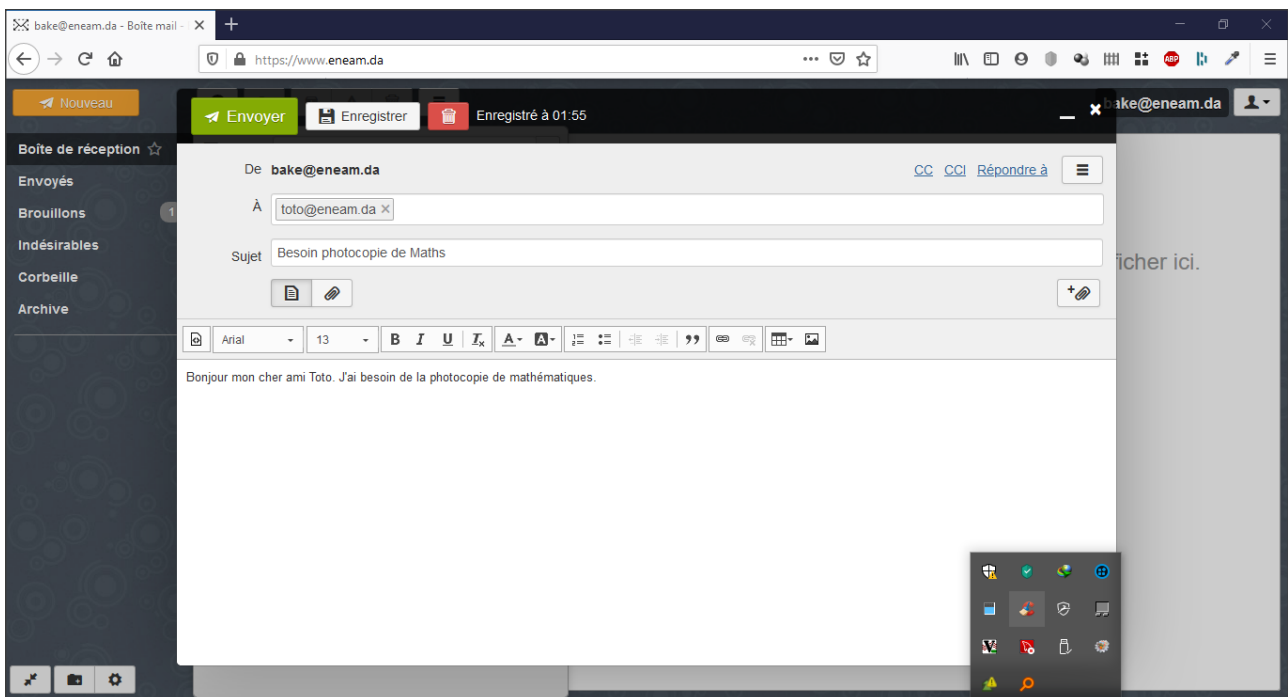 bake@eneam.da - Boîte mail -
https://www.eneam.da
Nouveau
Envoyer
Enregistrer
Enregistré à 01:55
bake@eneam.da
Boîte de réception
Envoyés
Brouillons 1
Indésirables
Corbeille
Archive
De bake@eneam.da
CC CCI Répondre à
À toto@eneam.da
Sujet Besoin photocopie de Maths
ficher ici.
Arial 13 B I U Ix A A
Bonjour mon cher ami Toto. J'ai besoin de la photocopie de mathématiques.
ABP